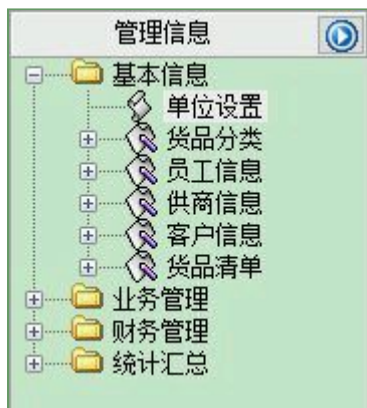 管理信息
基本信息
单位设置
货品分类
员工信息
供商信息
客户信息
货品清单
业务管理
财务管理
统计汇总